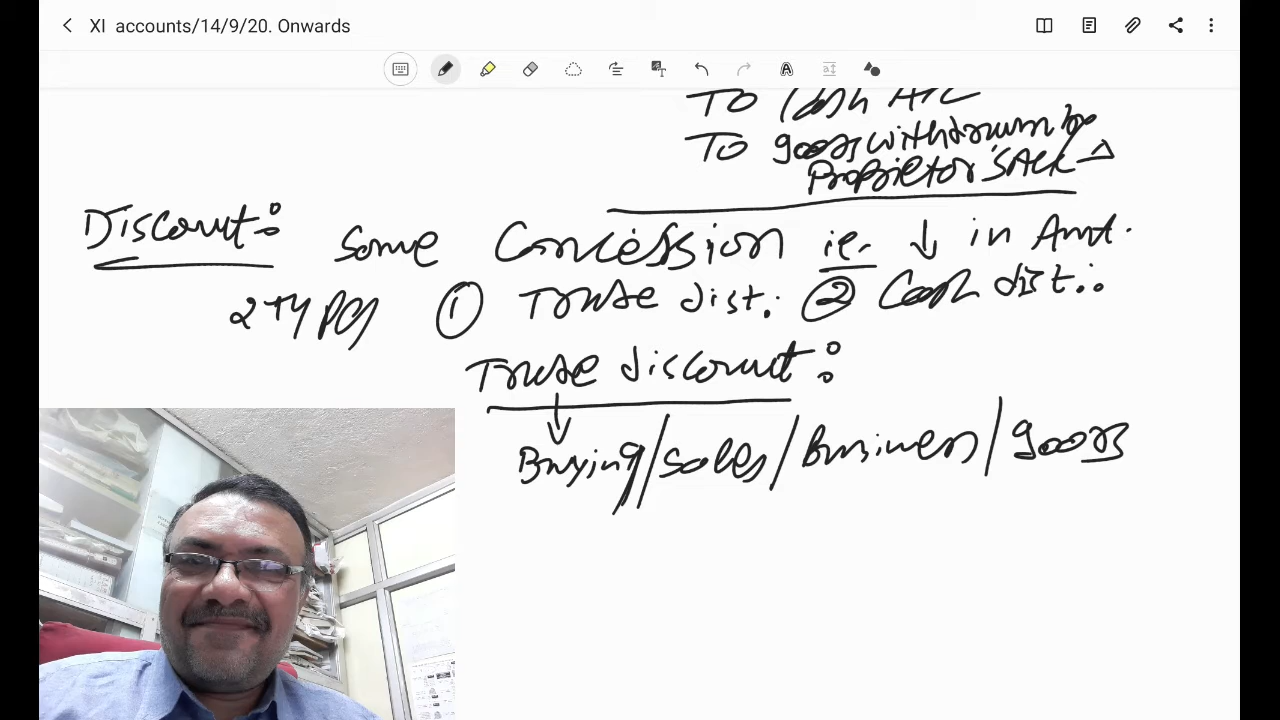 XI accounts/14/9/20. Onwards
To Cash A/C
To goods withdrawn by
Proprietor's A/c
Discount:
Some Concession ie. ↓ in Amt.
2 types ① Trade dist. ② Cash dist..
Trade discount:
↓
Buying/Sales/Business/goods